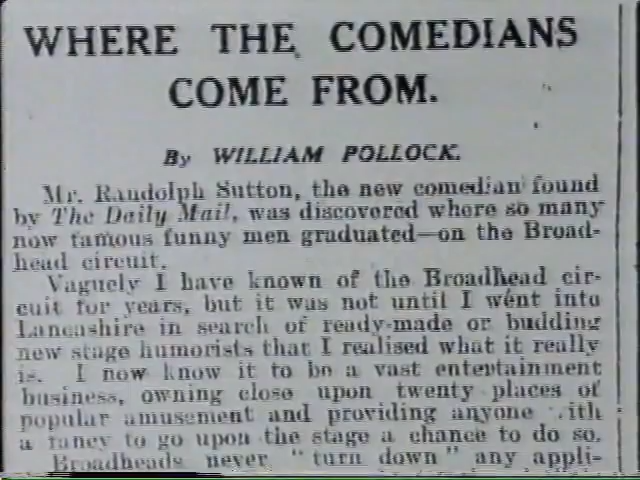 WHERE THE COMEDIANS
COME FROM.
By WILLIAM POLLOCK.
Mr. Randolph Sutton, the new comedian found
by The Daily Mail, was discovered where so many
now famous funny men graduated—on the Broad-
head circuit.
Vaguely I have known of the Broadhead cir-
cuit for years, but it was not until I went into
Lancashire in search of ready-made or budding
new stage humorists that I realised what it really
is. I now know it to be a vast entertainment
business, owning close upon twenty places of
popular amusement and providing anyone with
a fancy to go upon the stage a chance to do so.
Broadheads never "turn down" any appli-